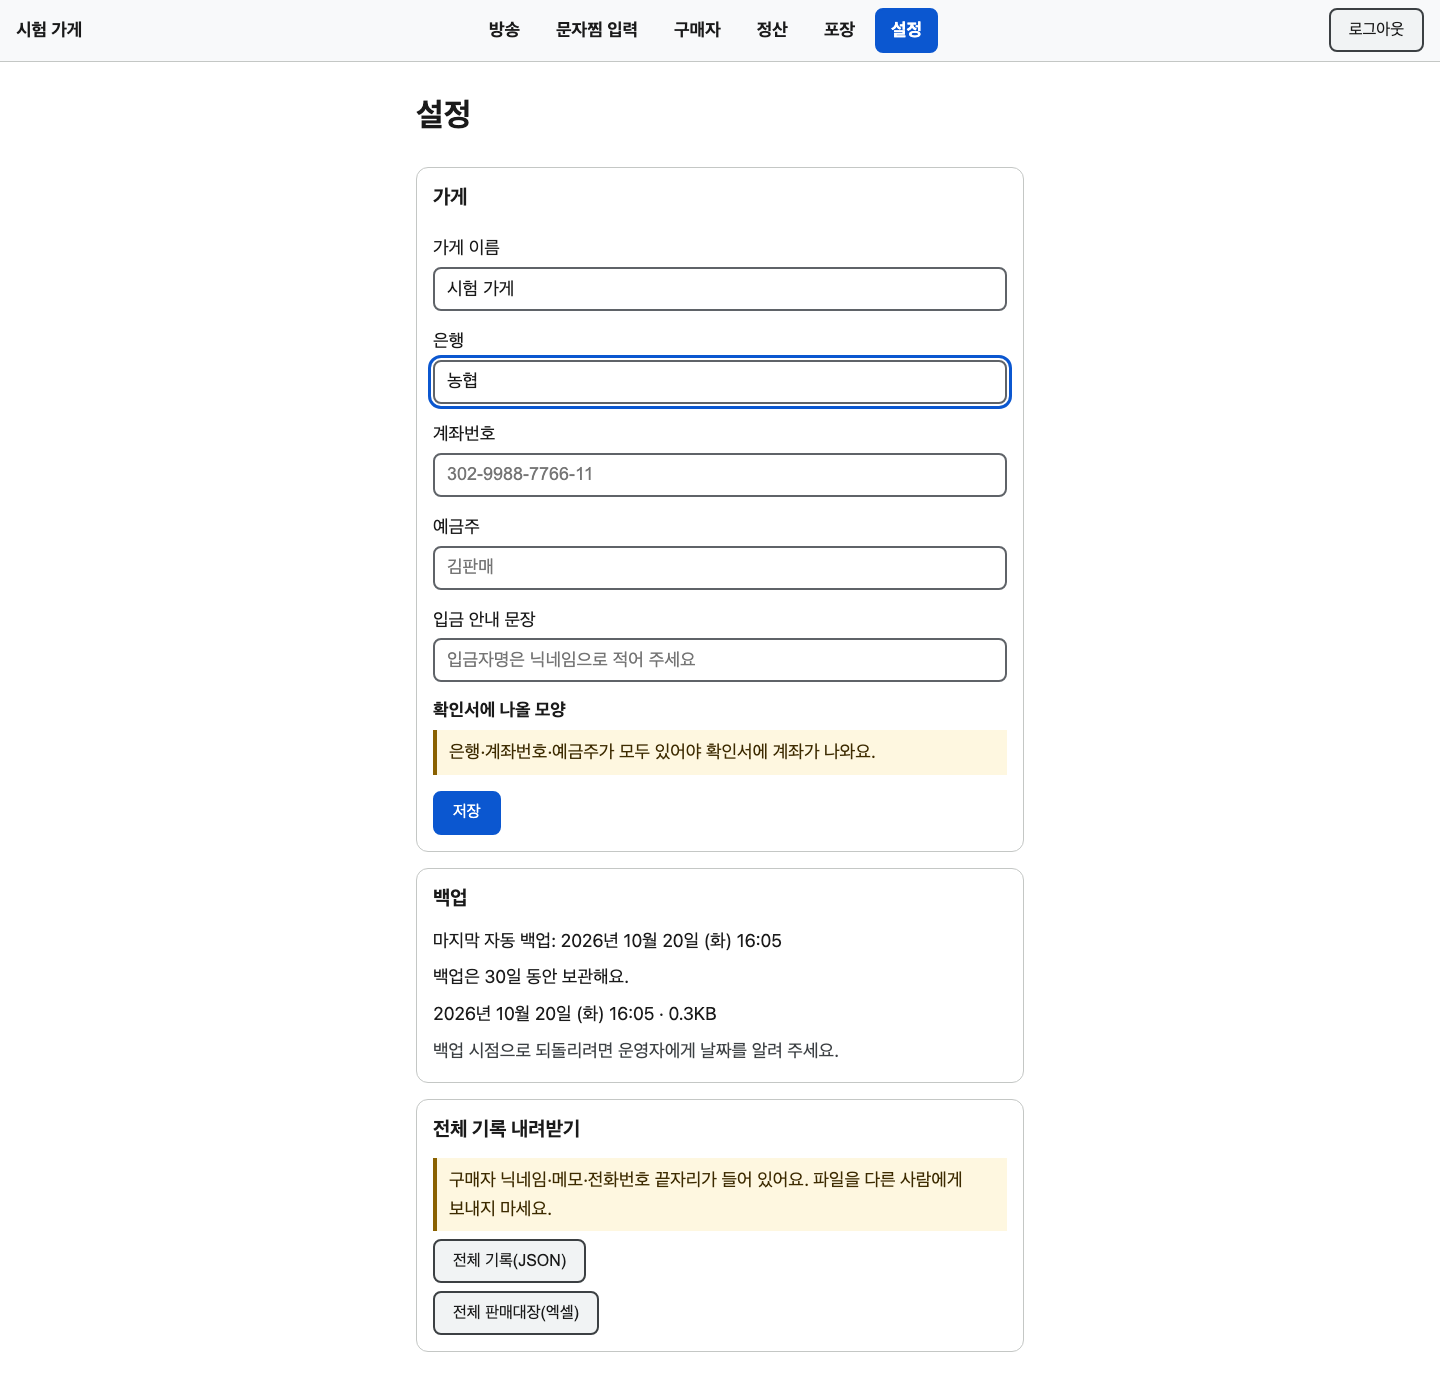 시험 가게
방송
문자찜 입력
구매자
정산
포장
설정
로그아웃
설정
가게
가게 이름
시험 가게
은행
농협
계좌번호
302-9988-7766-11
예금주
김판매
입금 안내 문장
입금자명은 닉네임으로 적어 주세요
확인서에 나올 모양
은행·계좌번호·예금주가 모두 있어야 확인서에 계좌가 나와요.
저장
백업
마지막 자동 백업: 2026년 10월 20일 (화) 16:05
백업은 30일 동안 보관해요.
2026년 10월 20일 (화) 16:05 · 0.3KB
백업 시점으로 되돌리려면 운영자에게 날짜를 알려 주세요.
전체 기록 내려받기
구매자 닉네임·메모·전화번호 끝자리가 들어 있어요. 파일을 다른 사람에게
보내지 마세요.
전체 기록(JSON)
전체 판매대장(엑셀)